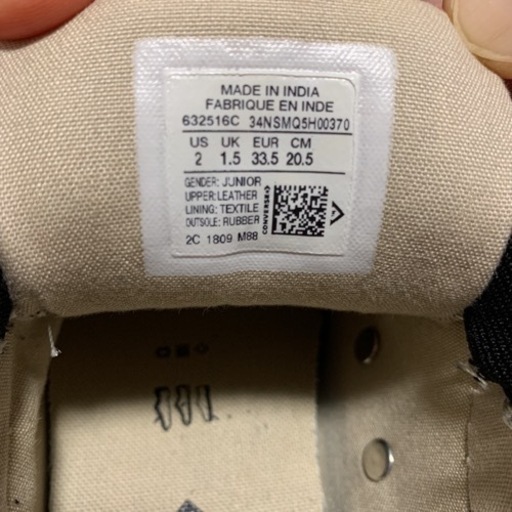 MADE IN INDIA
FABRIQUE EN INDE
632516C 34NSMQ5H00370
US UK EUR CM
2 1.5 33.5 20.5
GENDER: JUNIOR
UPPER: LEATHER
LINING: TEXTILE
OUTSOLE: RUBBER
2C 1809 M88
CONVERSE